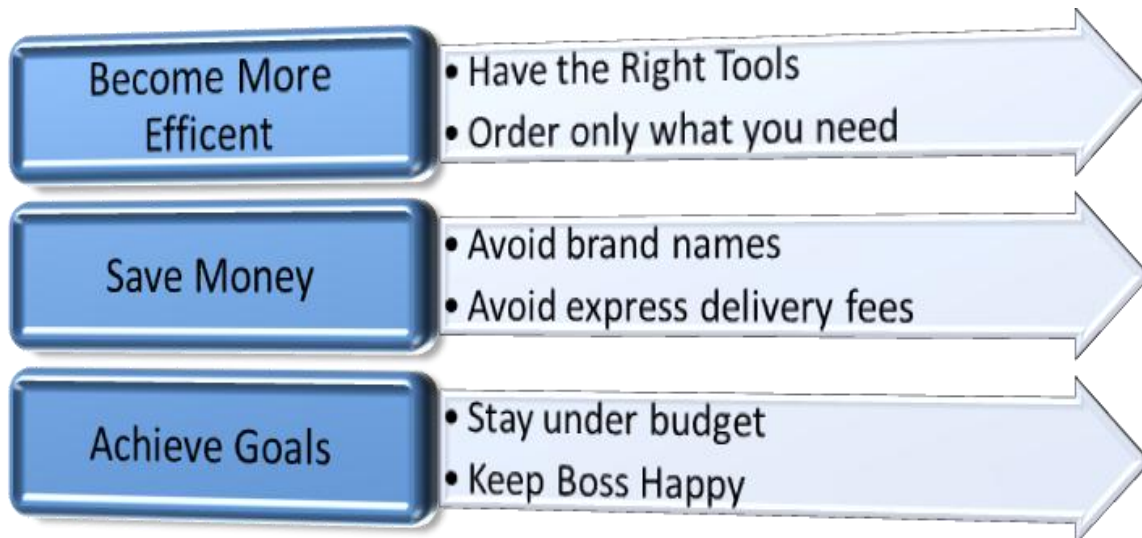 Become More
Efficent
• Have the Right Tools
• Order only what you need
Save Money
• Avoid brand names
• Avoid express delivery fees
Achieve Goals
• Stay under budget
• Keep Boss Happy